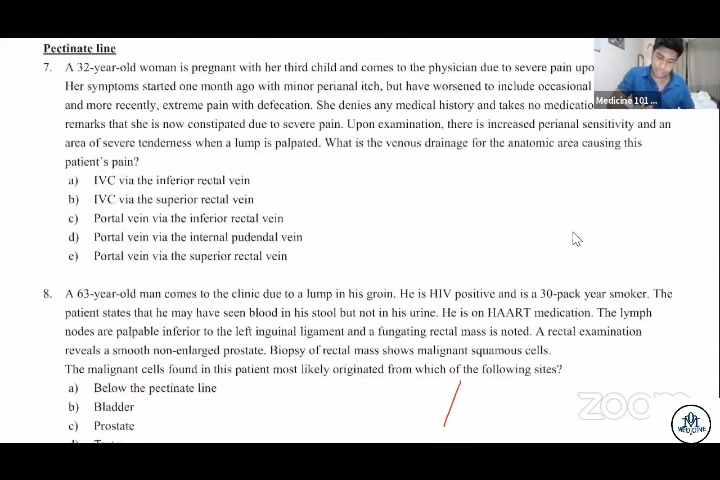 Pectinate line
7. A 32-year-old woman is pregnant with her third child and comes to the physician due to severe pain upo
Her symptoms started one month ago with minor perianal itch, but have worsened to include occasional
and more recently, extreme pain with defecation. She denies any medical history and takes no medicatio
Medicine 101 ...
remarks that she is now constipated due to severe pain. Upon examination, there is increased perianal sensitivity and an
area of severe tenderness when a lump is palpated. What is the venous drainage for the anatomic area causing this
patient's pain?
a) IVC via the inferior rectal vein
b) IVC via the superior rectal vein
c) Portal vein via the inferior rectal vein
d) Portal vein via the internal pudendal vein
e) Portal vein via the superior rectal vein
8. A 63-year-old man comes to the clinic due to a lump in his groin. He is HIV positive and is a 30-pack year smoker. The
patient states that he may have seen blood in his stool but not in his urine. He is on HAART medication. The lymph
nodes are palpable inferior to the left inguinal ligament and a fungating rectal mass is noted. A rectal examination
reveals a smooth non-enlarged prostate. Biopsy of rectal mass shows malignant squamous cells.
The malignant cells found in this patient most likely originated from which of the following sites?
a) Below the pectinate line
b) Bladder
c) Prostate
zoom
MEDICINE